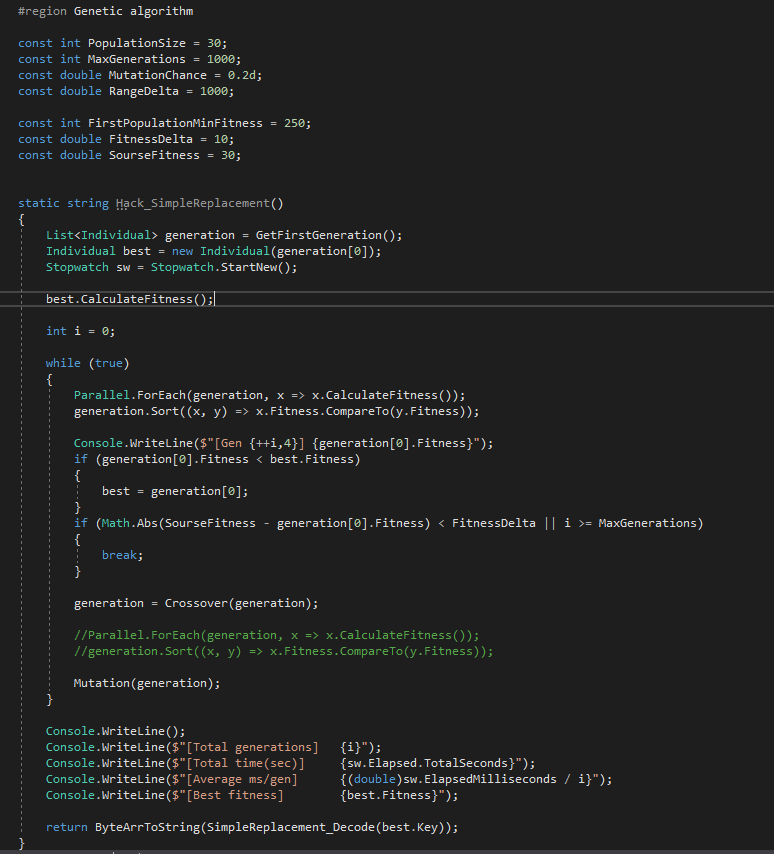 #region Genetic algorithm
const int PopulationSize = 30;
const int MaxGenerations = 1000;
const double MutationChance = 0.2d;
const double RangeDelta = 1000;
const int FirstPopulationMinFitness = 250;
const double FitnessDelta = 10;
const double SourseFitness = 30;
static string Hack_SimpleReplacement()
{
List<Individual> generation = GetFirstGeneration();
Individual best = new Individual(generation[0]);
Stopwatch sw = Stopwatch.StartNew();
best.CalculateFitness();
int i = 0;
while (true)
{
Parallel.ForEach(generation, x => x.CalculateFitness());
generation.Sort((x, y) => x.Fitness.CompareTo(y.Fitness));
Console.WriteLine($"[Gen {++i,4}] {generation[0].Fitness}");
if (generation[0].Fitness < best.Fitness)
{
best = generation[0];
}
if (Math.Abs(SourseFitness - generation[0].Fitness) < FitnessDelta || i >= MaxGenerations)
{
break;
}
generation = Crossover(generation);
//Parallel.ForEach(generation, x => x.CalculateFitness());
//generation.Sort((x, y) => x.Fitness.CompareTo(y.Fitness));
Mutation(generation);
}
Console.WriteLine();
Console.WriteLine($"[Total generations]   {i}");
Console.WriteLine($"[Total time(sec)]     {sw.Elapsed.TotalSeconds}");
Console.WriteLine($"[Average ms/gen]      {(double)sw.ElapsedMilliseconds / i}");
Console.WriteLine($"[Best fitness]        {best.Fitness}");
return ByteArrToString(SimpleReplacement_Decode(best.Key));
}